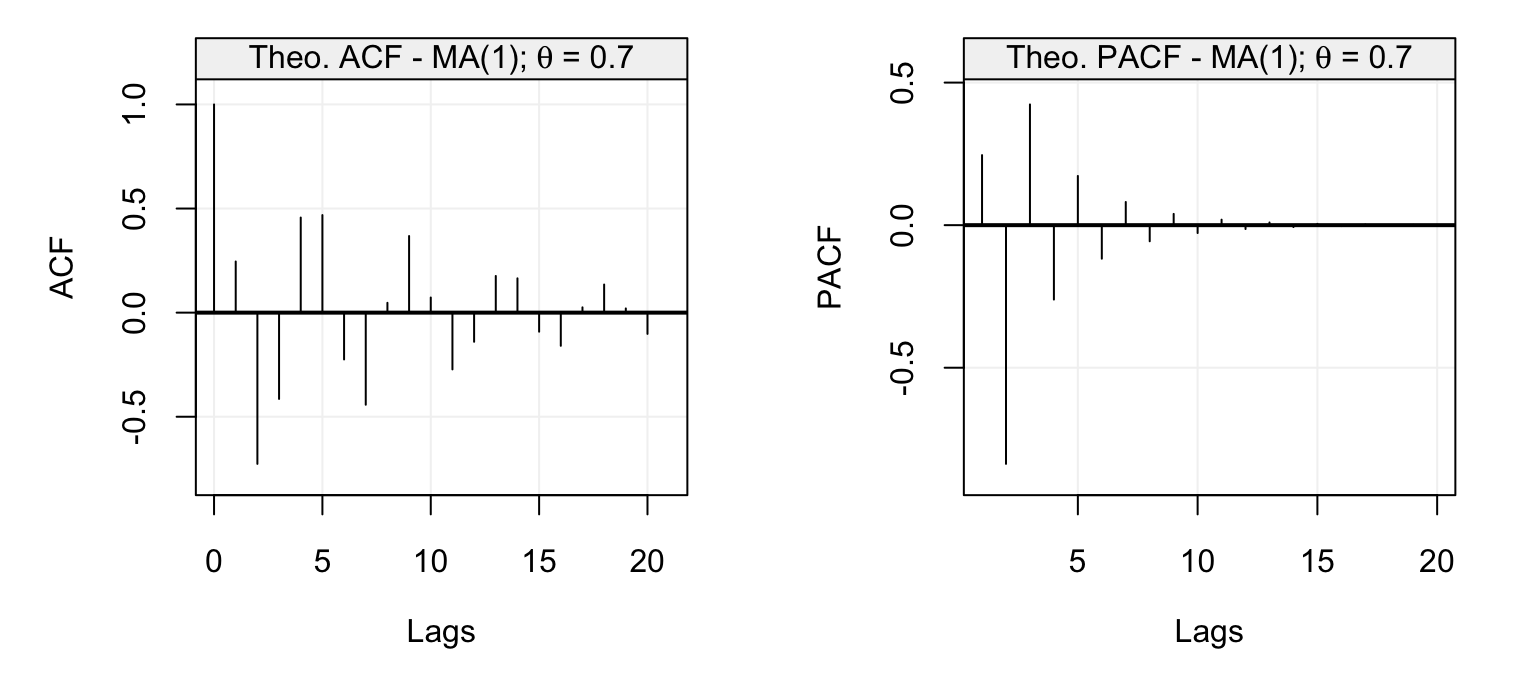 Theo. ACF - MA(1); θ = 0.7
ACF
1.0
0.5
0.0
-0.5
0 5 10 15 20
Lags
Theo. PACF - MA(1); θ = 0.7
PACF
0.5
0.0
-0.5
5 10 15 20
Lags